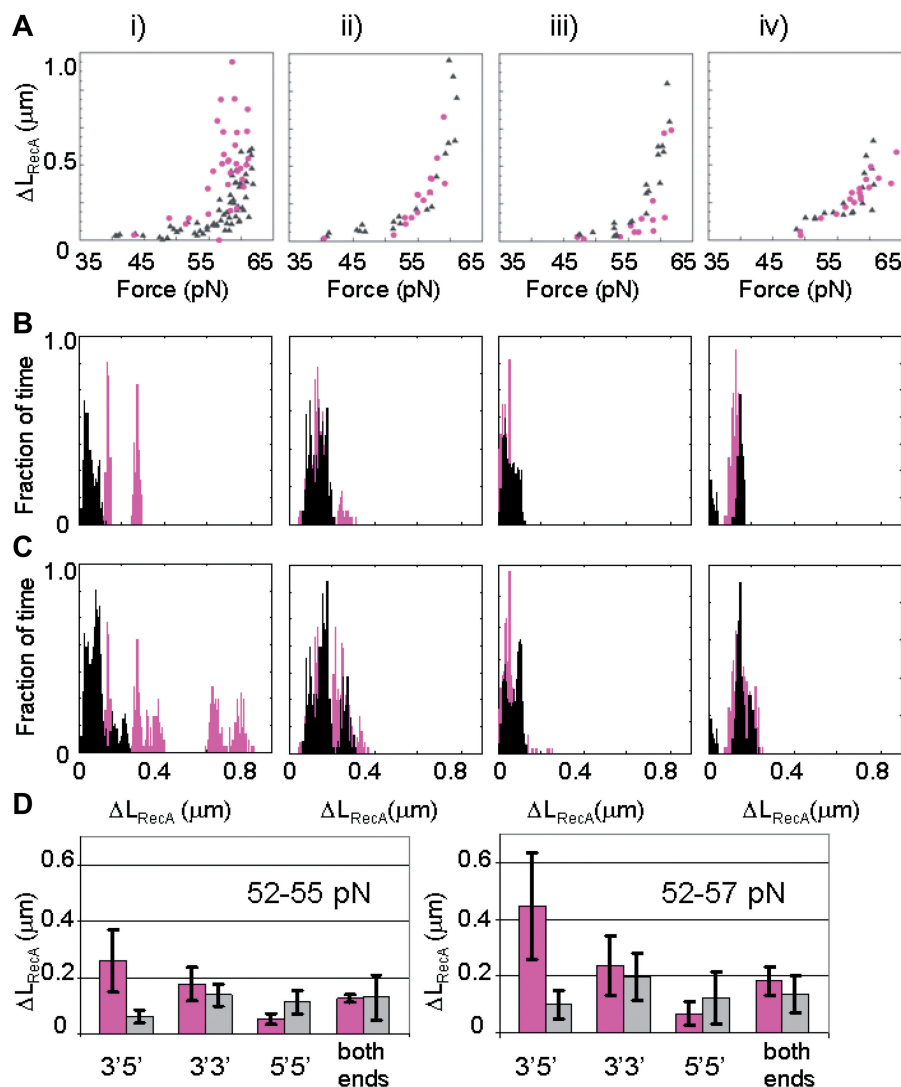 A i) ii) iii) iv)
1.0
0.5
0
ΔL_RecA (μm)
35 45 55 65 35 45 55 65 35 45 55 65 35 45 55 65
Force (pN) Force (pN) Force (pN) Force (pN)
B
1.0
0
Fraction of time
C
1.0
0
Fraction of time
0 0.4 0.8 0 0.4 0.8 0 0.4 0.8 0 0.4 0.8
ΔL_RecA (μm) ΔL_RecA(μm) ΔL_RecA(μm) ΔL_RecA(μm)
D
0.6
0.4
0.2
0
ΔL_RecA (μm)
52-55 pN
3'5' 3'3' 5'5' both ends
0.6
0.4
0.2
0
ΔL_RecA (μm)
52-57 pN
3'5' 3'3' 5'5' both ends